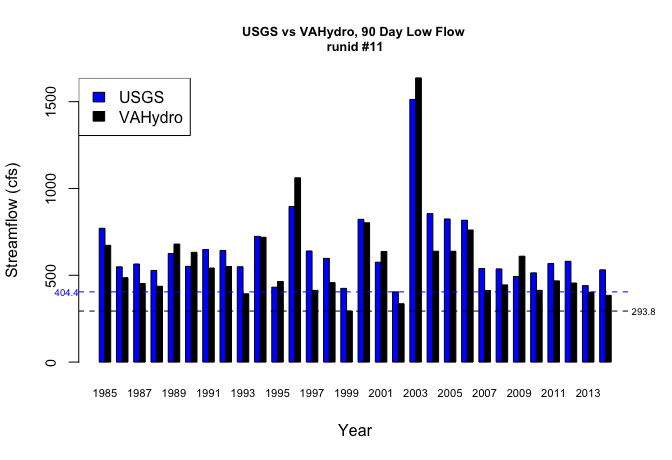 USGS vs VAHydro, 90 Day Low Flow
runid #11
USGS
VAHydro
Streamflow (cfs)
1500
1000
500
0
404.4
293.8
1985 1987 1989 1991 1993 1995 1997 1999 2001 2003 2005 2007 2009 2011 2013
Year